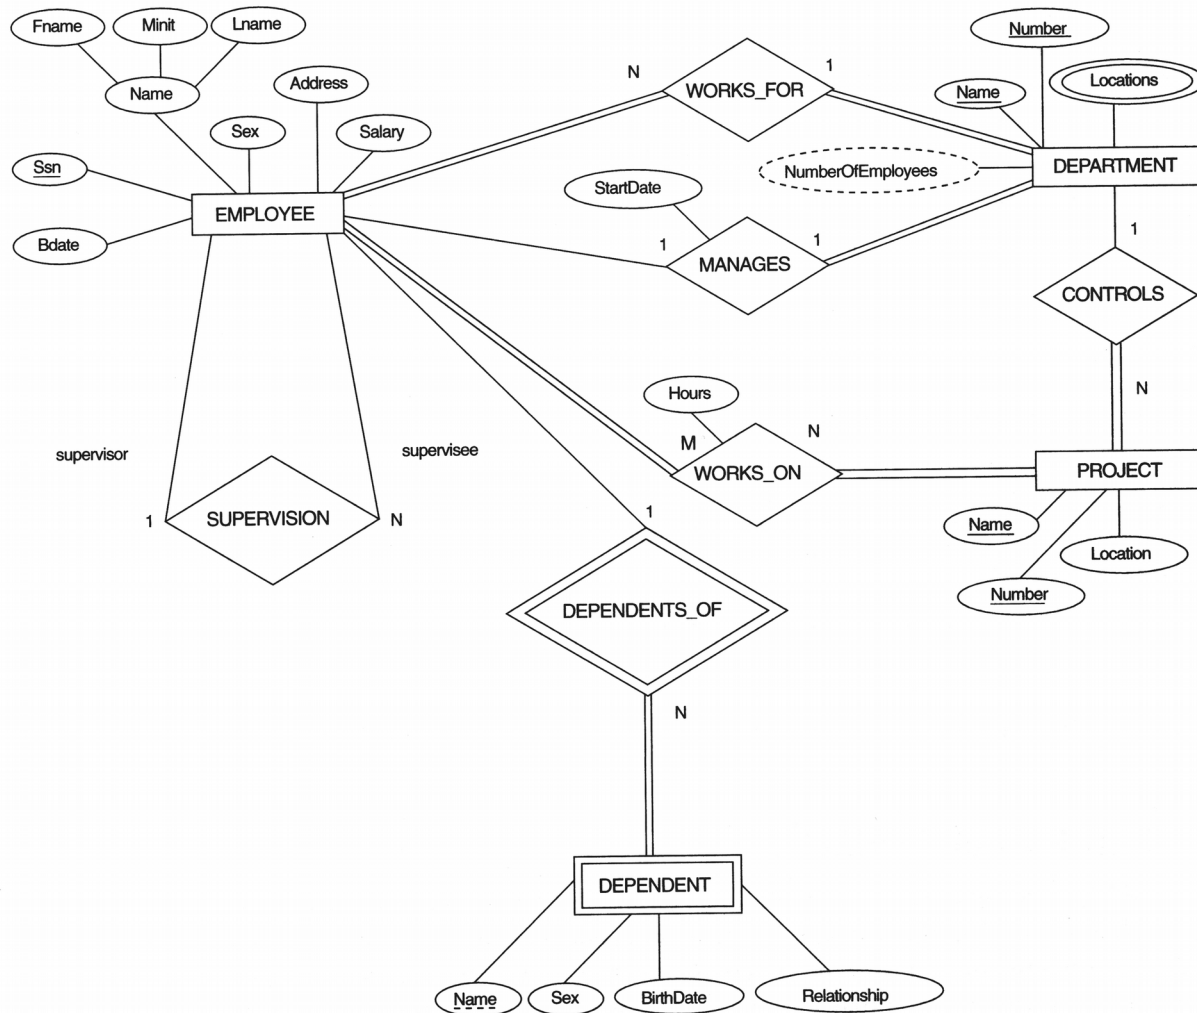 Fname
Minit
Lname
Number
Name
Address
N
WORKS_FOR
1
Name
Locations
Sex
Salary
Ssn
StartDate
NumberOfEmployees
DEPARTMENT
EMPLOYEE
Bdate
1
MANAGES
1
1
CONTROLS
Hours
N
supervisor
supervisee
M
N
WORKS_ON
PROJECT
1
SUPERVISION
N
1
Name
Location
Number
DEPENDENTS_OF
N
DEPENDENT
Name
Sex
BirthDate
Relationship